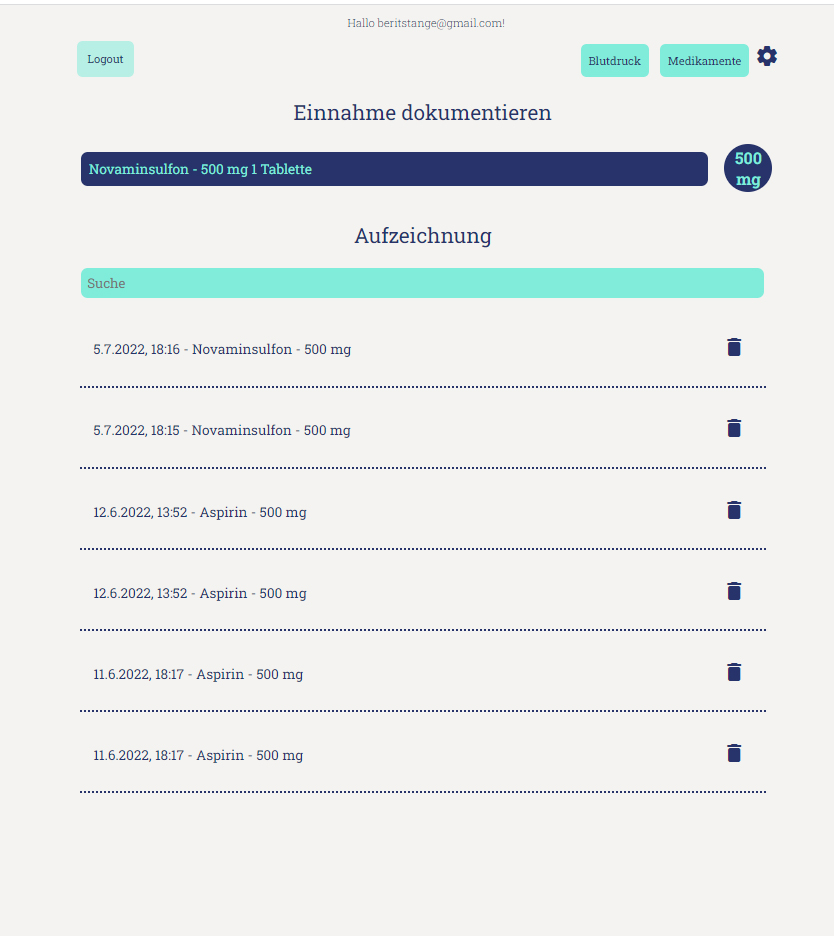 Hallo beritstange@gmail.com!
Logout
Blutdruck
Medikamente
Einnahme dokumentieren
Novaminsulfon - 500 mg 1 Tablette
500
mg
Aufzeichnung
Suche
5.7.2022, 18:16 - Novaminsulfon - 500 mg
5.7.2022, 18:15 - Novaminsulfon - 500 mg
12.6.2022, 13:52 - Aspirin - 500 mg
12.6.2022, 13:52 - Aspirin - 500 mg
11.6.2022, 18:17 - Aspirin - 500 mg
11.6.2022, 18:17 - Aspirin - 500 mg